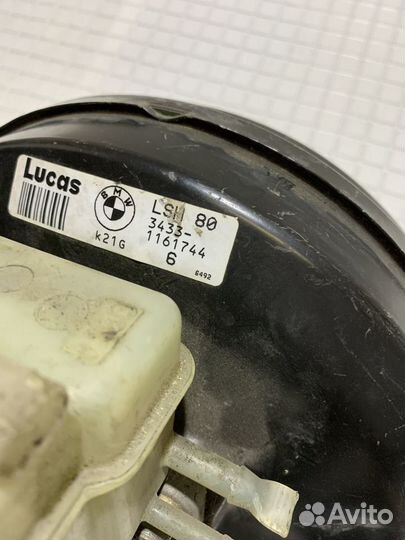 Lucas
BMW
K21G
LSH 80
3433-
1161744
6
6492
Avito